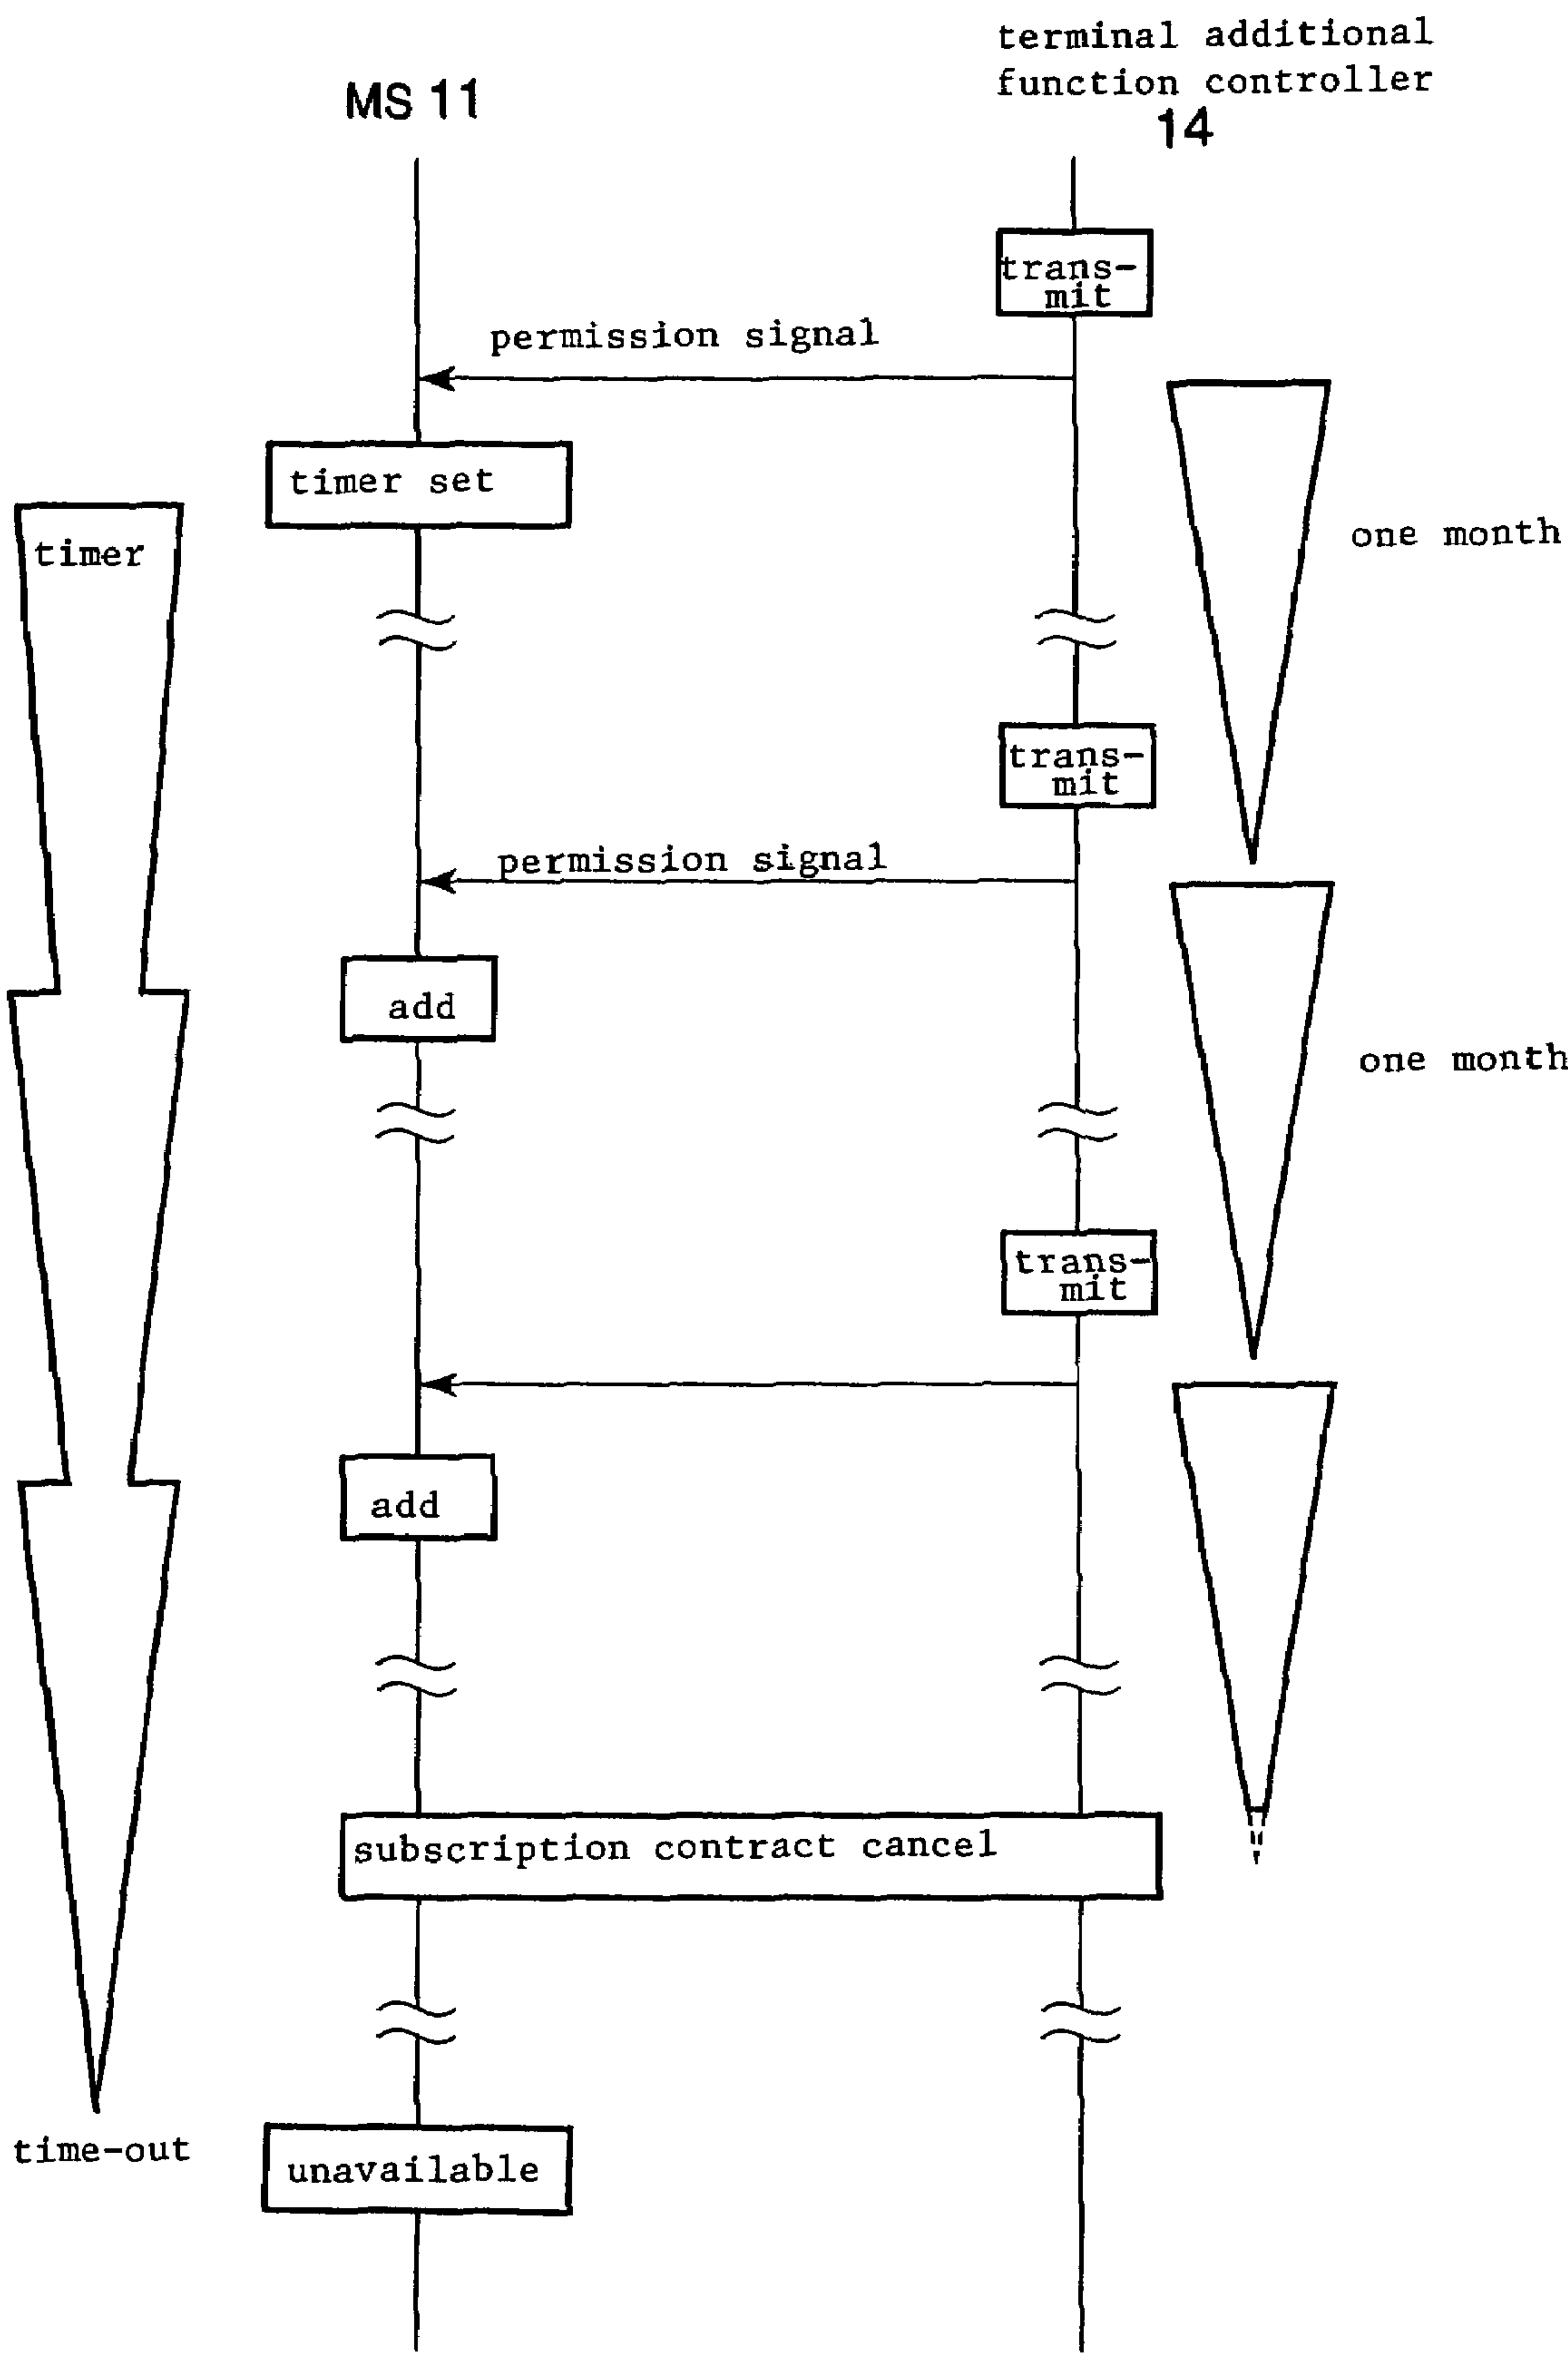 terminal additional
function controller
14
MS 11
trans-
mit
permission signal
timer set
timer
one month
trans-
mit
permission signal
add
one month
trans-
mit
add
subscription contract cancel
time-out
unavailable